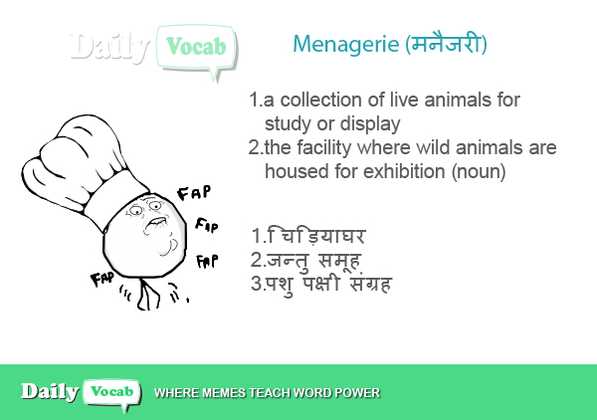 Daily Vocab
Menagerie (मनैजरी)
1.a collection of live animals for
study or display
2.the facility where wild animals are
housed for exhibition (noun)
FAP
FAP
FAP
FAP
1.चिड़ियाघर
2.जन्तु समूह
3.पशु पक्षी संग्रह
Daily Vocab WHERE MEMES TEACH WORD POWER